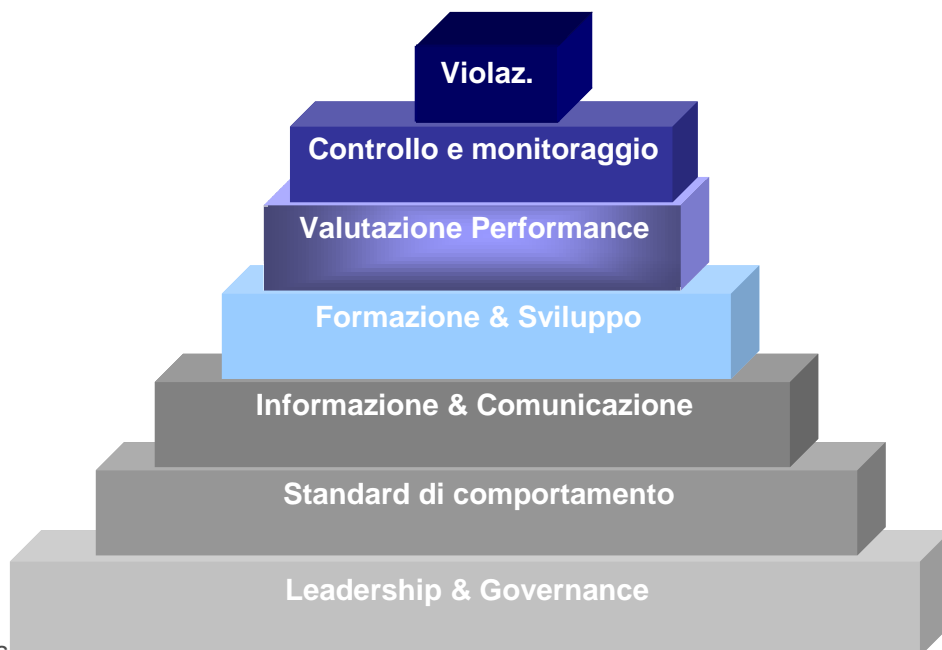 Violaz.
Controllo e monitoraggio
Valutazione Performance
Formazione & Sviluppo
Informazione & Comunicazione
Standard di comportamento
Leadership & Governance